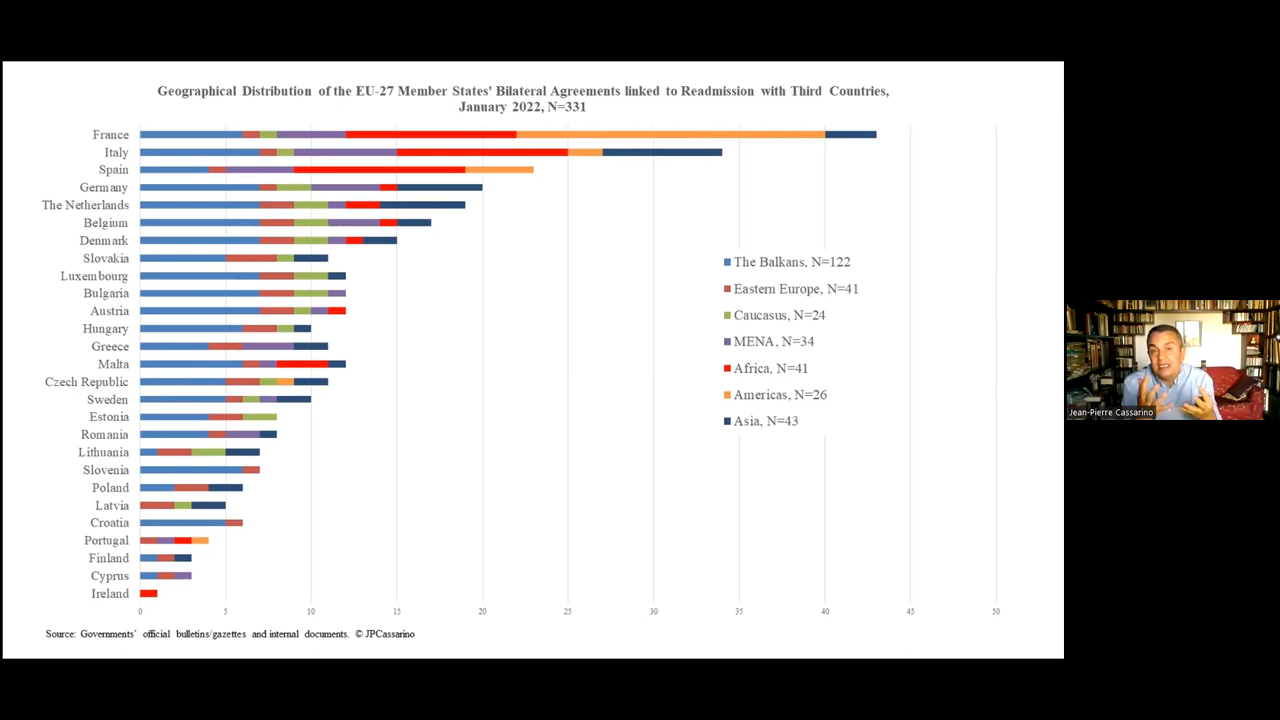 Geographical Distribution of the EU-27 Member States' Bilateral Agreements linked to Readmission with Third Countries,
January 2022, N=331
France
Italy
Spain
Germany
The Netherlands
Belgium
Denmark
Slovakia
Luxembourg
Bulgaria
Austria
Hungary
Greece
Malta
Czech Republic
Sweden
Estonia
Romania
Lithuania
Slovenia
Poland
Latvia
Croatia
Portugal
Finland
Cyprus
Ireland
0 5 10 15 20 25 30 35 40 45 50
The Balkans, N=122
Eastern Europe, N=41
Caucasus, N=24
MENA, N=34
Africa, N=41
Americas, N=26
Asia, N=43
Source: Governments' official bulletins/gazettes and internal documents. © JPCassarino
Jean-Pierre Cassarino